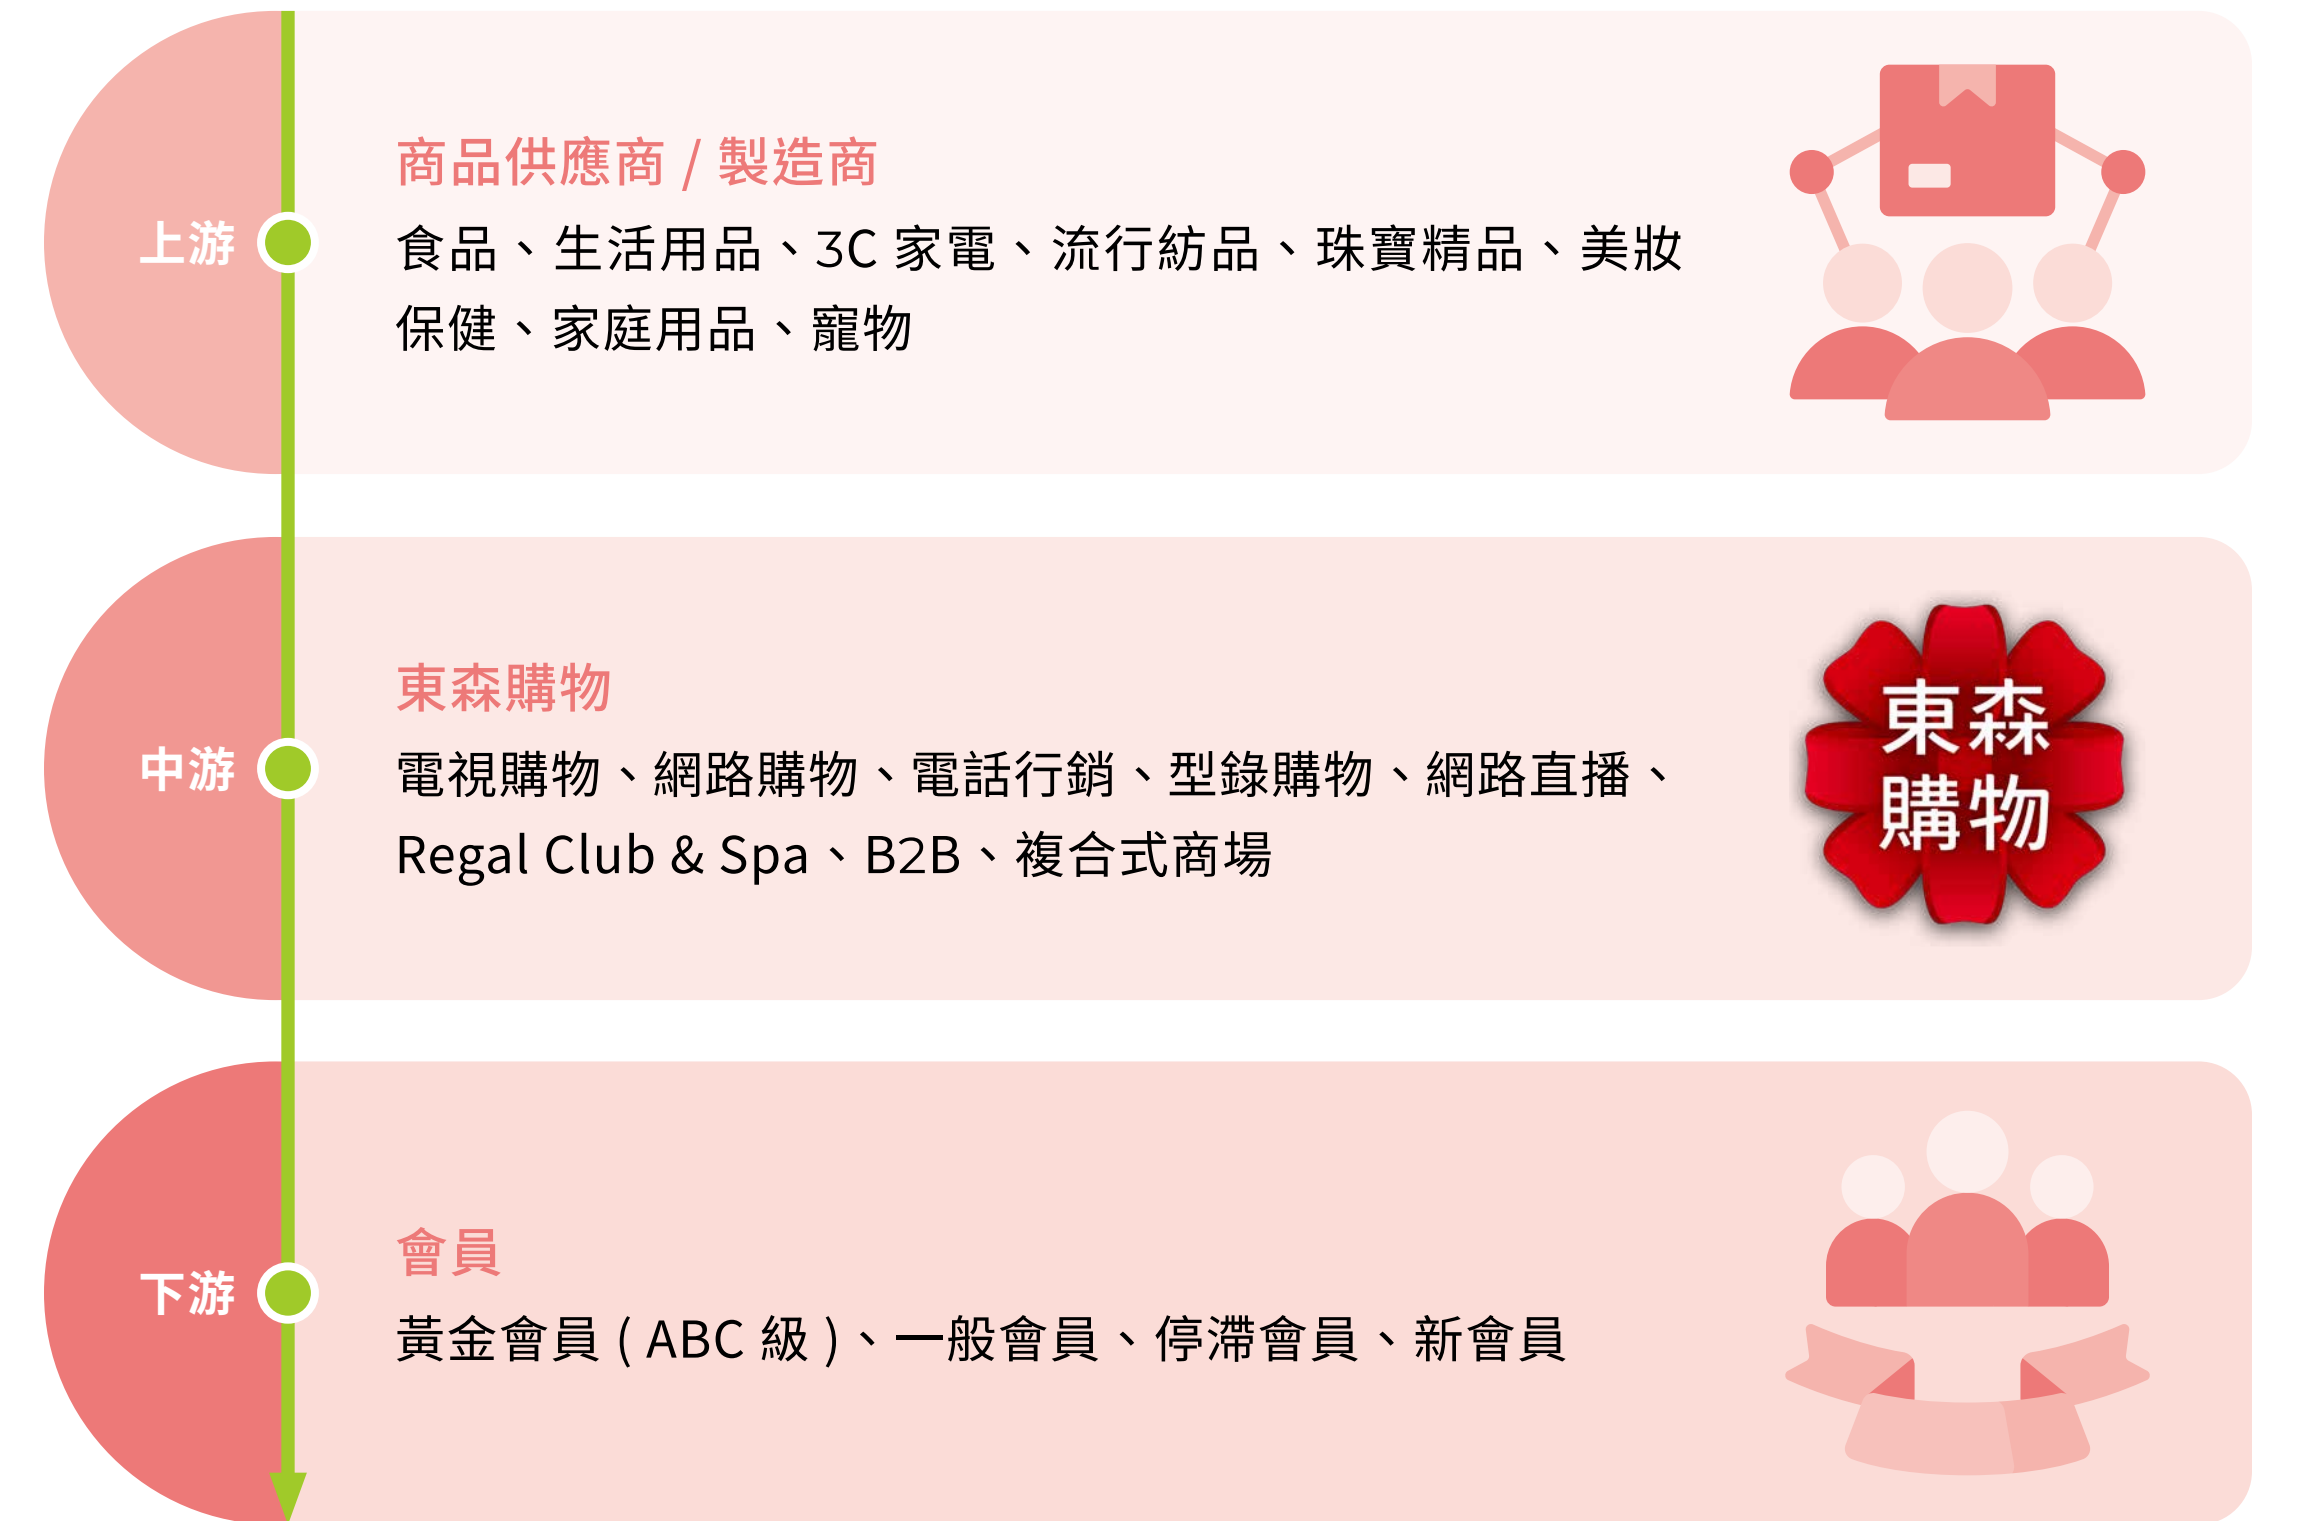 上游
商品供應商 / 製造商
食品、生活用品、3C 家電、流行紡品、珠寶精品、美妝
保健、家庭用品、寵物
中游
東森購物
電視購物、網路購物、電話行銷、型錄購物、網路直播、
Regal Club & Spa、B2B、複合式商場
東森
購物
下游
會員
黃金會員 ( ABC 級 )、一般會員、停滯會員、新會員